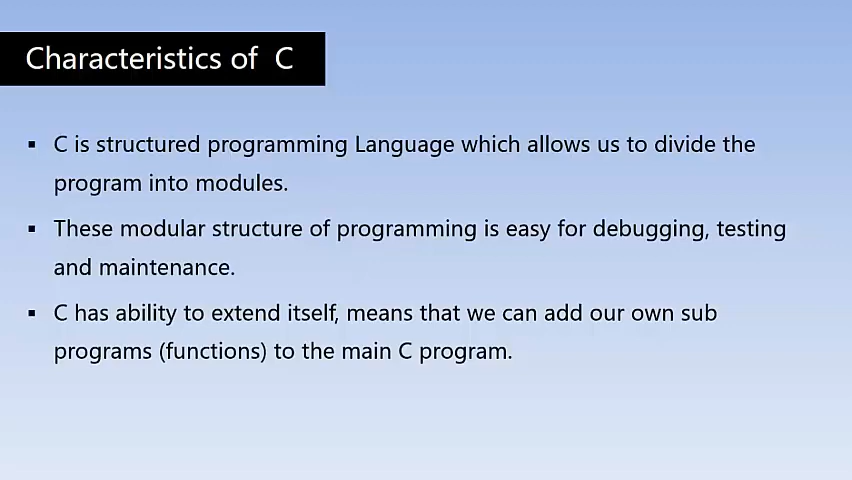 Characteristics of C
▪ C is structured programming Language which allows us to divide the
program into modules.
▪ These modular structure of programming is easy for debugging, testing
and maintenance.
▪ C has ability to extend itself, means that we can add our own sub
programs (functions) to the main C program.